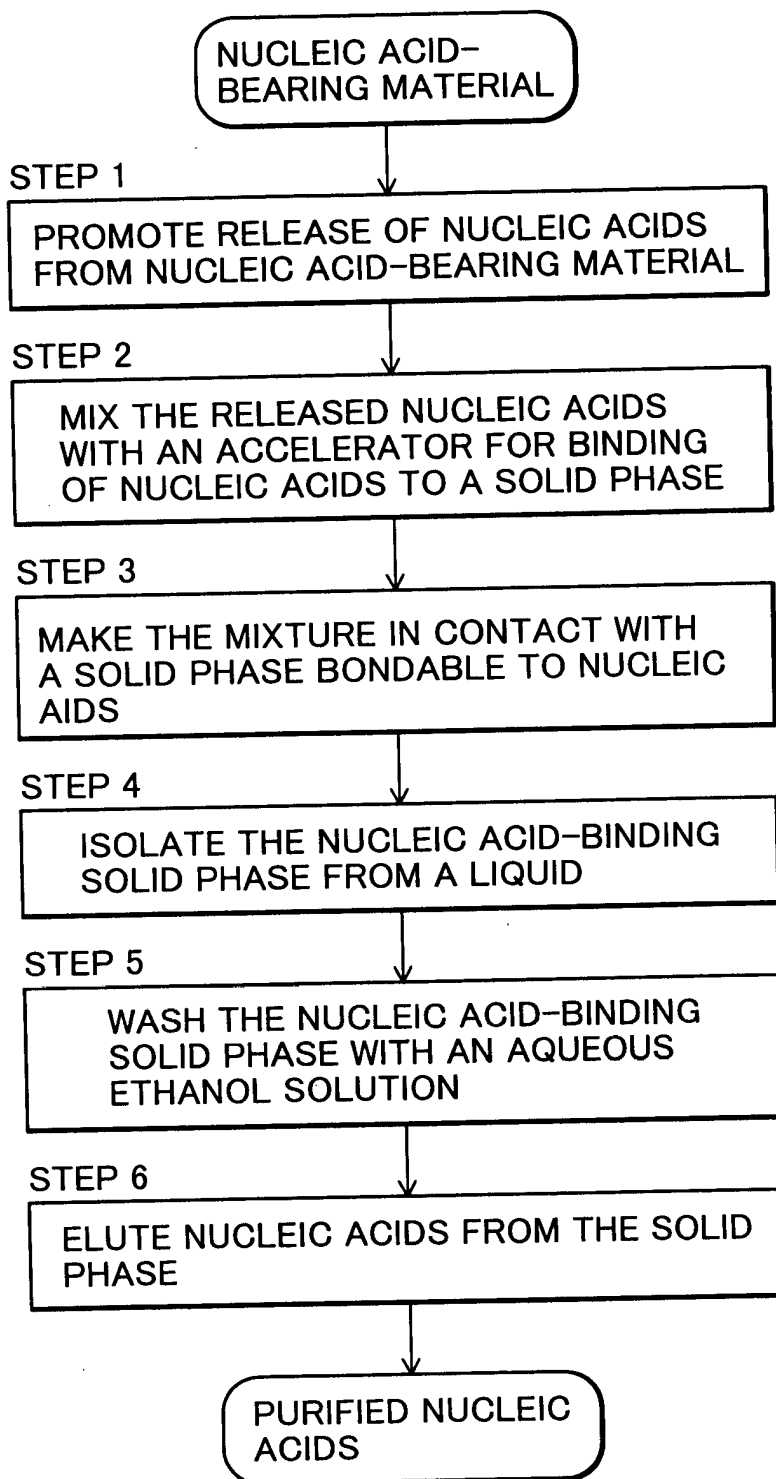 NUCLEIC ACID-
BEARING MATERIAL
STEP 1
PROMOTE RELEASE OF NUCLEIC ACIDS
FROM NUCLEIC ACID-BEARING MATERIAL
STEP 2
MIX THE RELEASED NUCLEIC ACIDS
WITH AN ACCELERATOR FOR BINDING
OF NUCLEIC ACIDS TO A SOLID PHASE
STEP 3
MAKE THE MIXTURE IN CONTACT WITH
A SOLID PHASE BONDABLE TO NUCLEIC
AIDS
STEP 4
ISOLATE THE NUCLEIC ACID-BINDING
SOLID PHASE FROM A LIQUID
STEP 5
WASH THE NUCLEIC ACID-BINDING
SOLID PHASE WITH AN AQUEOUS
ETHANOL SOLUTION
STEP 6
ELUTE NUCLEIC ACIDS FROM THE SOLID
PHASE
PURIFIED NUCLEIC
ACIDS